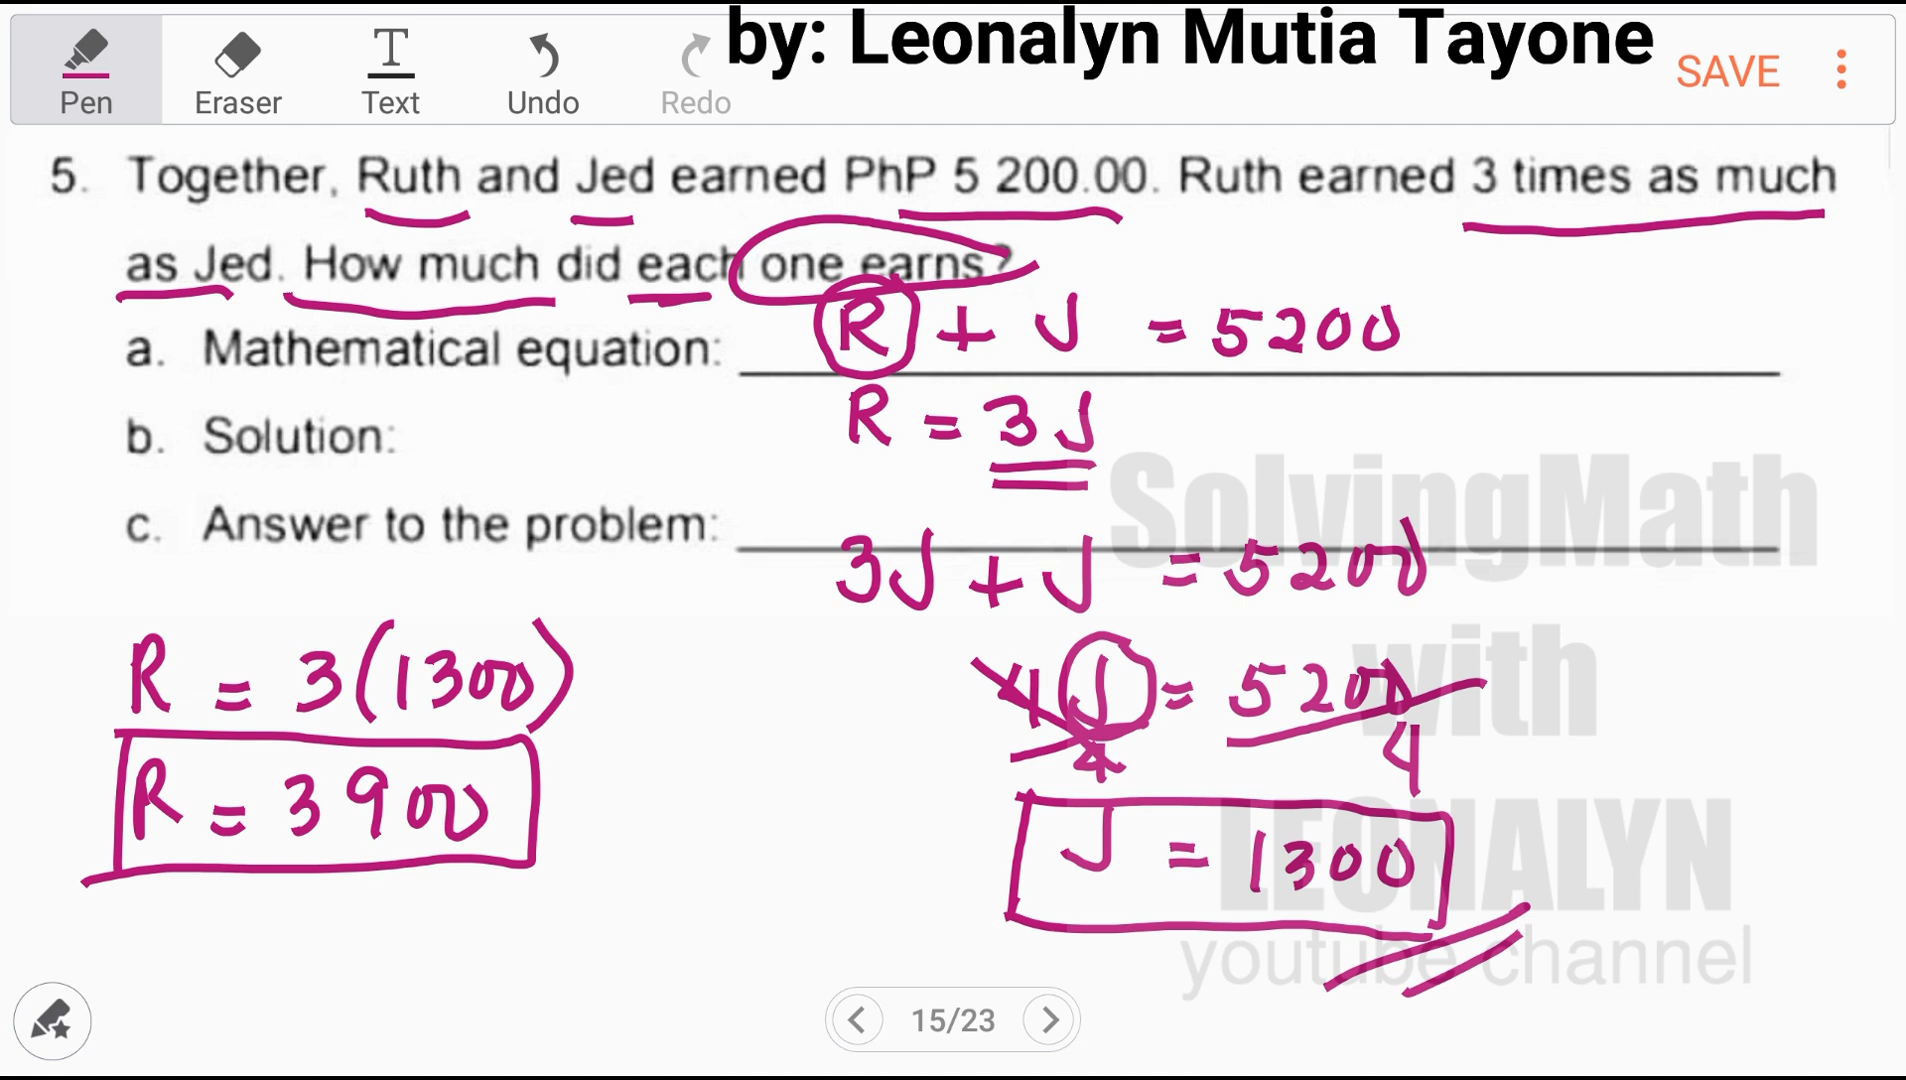 by: Leonalyn Mutia Tayone
Pen Eraser Text Undo Redo SAVE
5. Together, Ruth and Jed earned PhP 5 200.00. Ruth earned 3 times as much
as Jed. How much did each one earns?
R + J = 5200
a. Mathematical equation:
R = 3J
b. Solution:
SolvingMath
c. Answer to the problem:
3J + J = 5200
with
R = 3(1300)
4J = 5200
4 4
R = 3900
LEONALYN
J = 1300
youtube channel
15/23